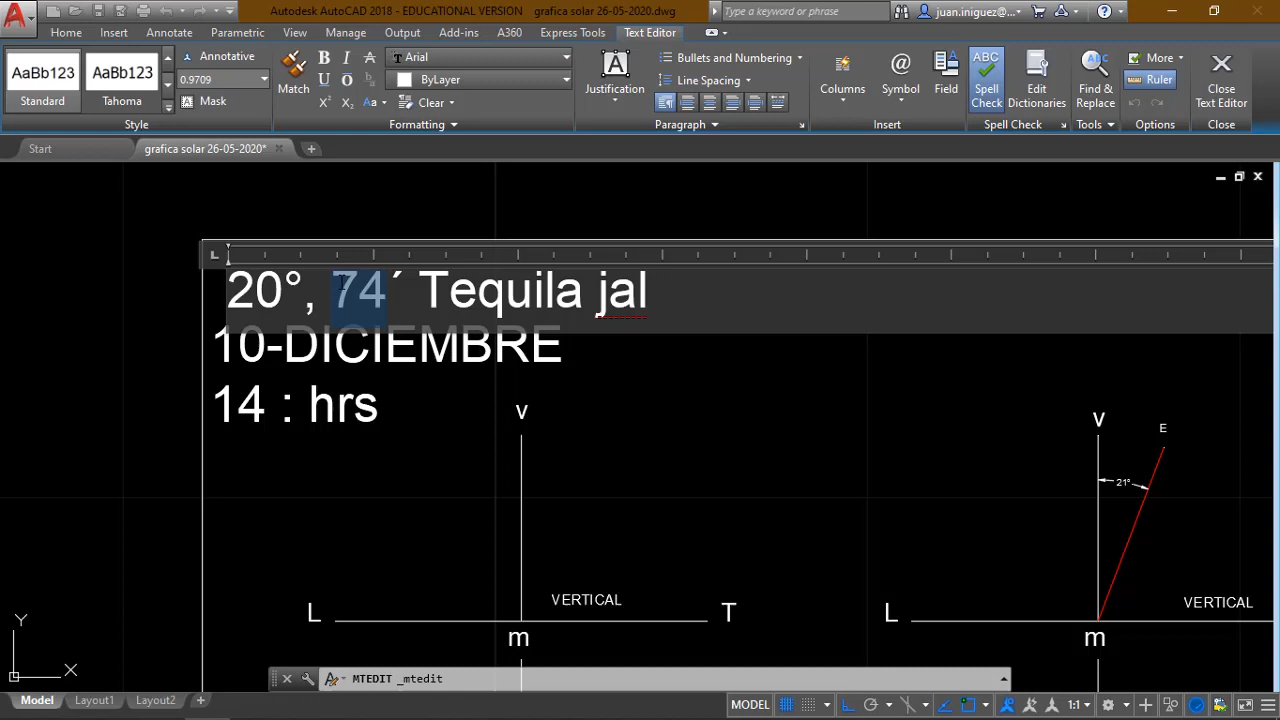 Autodesk AutoCAD 2018 - EDUCATIONAL VERSION grafica solar 26-05-2020.dwg
Type a keyword or phrase
juan.iniguez@...
Home Insert Annotate Parametric View Manage Output Add-ins A360 Express Tools Text Editor
AaBb123 AaBb123 Annotative
0.9709
Standard Tahoma Mask
Style
Match
B I A Arial
U O ByLayer
X² X₂ Aa Clear
Formatting
A
Justification
Bullets and Numbering
Line Spacing
Paragraph
Columns
@
Symbol
Field
Insert
ABC
Spell Check
Edit Dictionaries
Spell Check
Find & Replace
Tools
More
Ruler
Options
Close Text Editor
Close
Start grafica solar 26-05-2020*
20°, 74´ Tequila jal
10-DICIEMBRE
14 : hrs
V
V
E
21°
VERTICAL
VERTICAL
L T L
m m
Y
X
MTEDIT _mtedit
Model Layout1 Layout2
MODEL 1:1